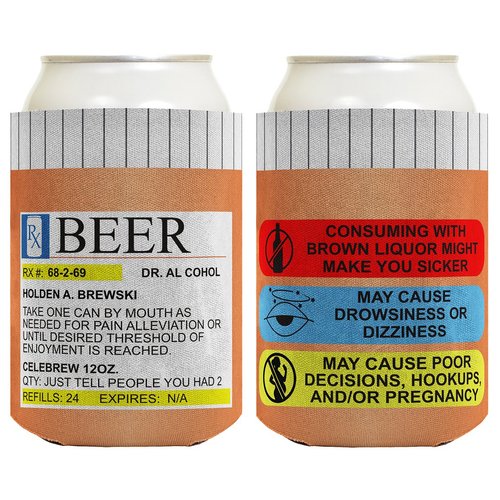 RX BEER
RX #: 68-2-69 DR. AL COHOL
HOLDEN A. BREWSKI
TAKE ONE CAN BY MOUTH AS
NEEDED FOR PAIN ALLEVIATION OR
UNTIL DESIRED THRESHOLD OF
ENJOYMENT IS REACHED.
CELEBREW 12OZ.
QTY: JUST TELL PEOPLE YOU HAD 2
REFILLS: 24 EXPIRES: N/A
CONSUMING WITH
BROWN LIQUOR MIGHT
MAKE YOU SICKER
MAY CAUSE
DROWSINESS OR
DIZZINESS
MAY CAUSE POOR
DECISIONS, HOOKUPS,
AND/OR PREGNANCY